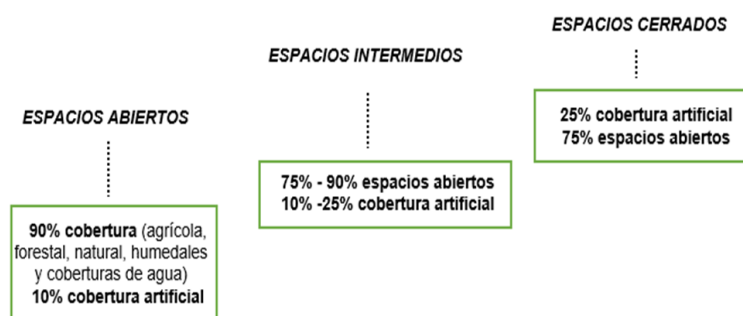 ESPACIOS CERRADOS
25% cobertura artificial
75% espacios abiertos
ESPACIOS INTERMEDIOS
75% - 90% espacios abiertos
10% -25% cobertura artificial
ESPACIOS ABIERTOS
90% cobertura (agrícola,
forestal, natural, humedales
y coberturas de agua)
10% cobertura artificial